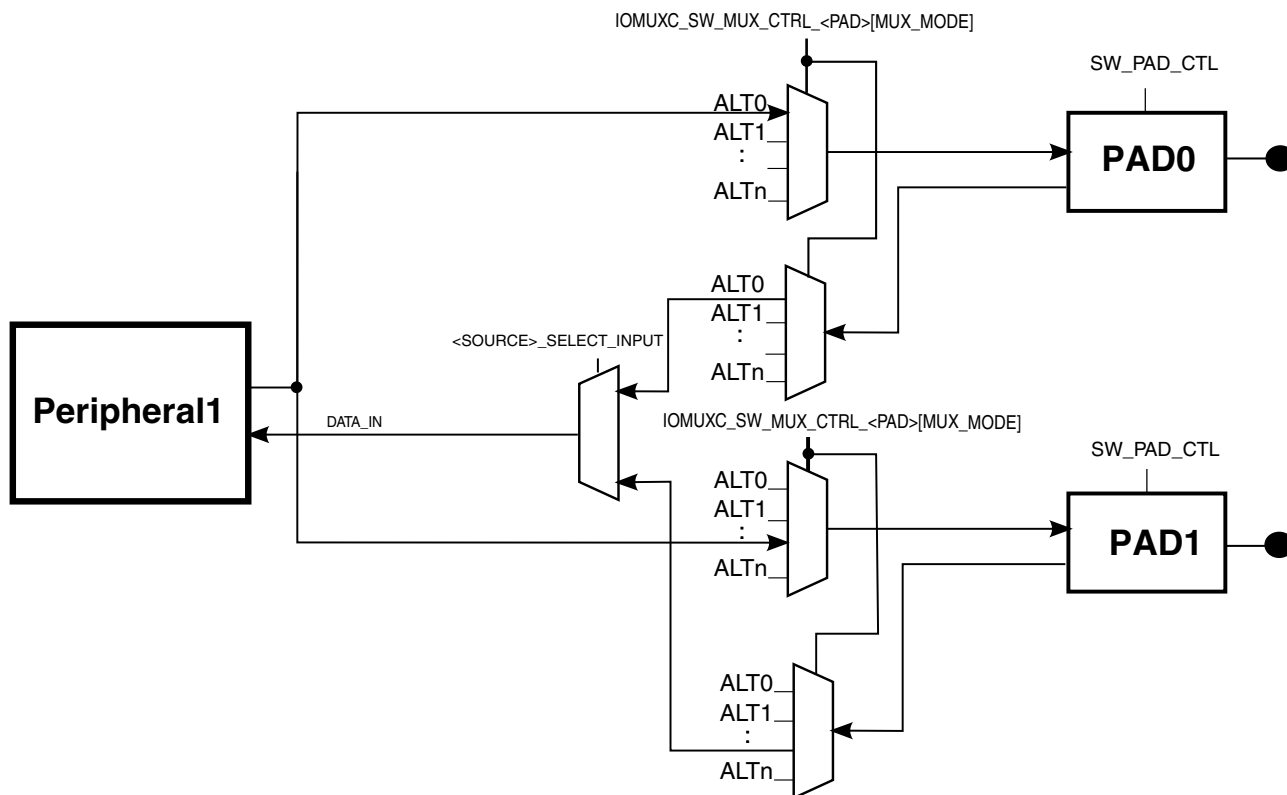 IOMUXC_SW_MUX_CTRL_<PAD>[MUX_MODE]
SW_PAD_CTL
ALT0
ALT1
:
ALTn
PAD0
ALT0
ALT1
:
ALTn
<SOURCE>_SELECT_INPUT
Peripheral1
DATA_IN
IOMUXC_SW_MUX_CTRL_<PAD>[MUX_MODE]
SW_PAD_CTL
ALT0
ALT1
:
ALTn
PAD1
ALT0
ALT1
:
ALTn